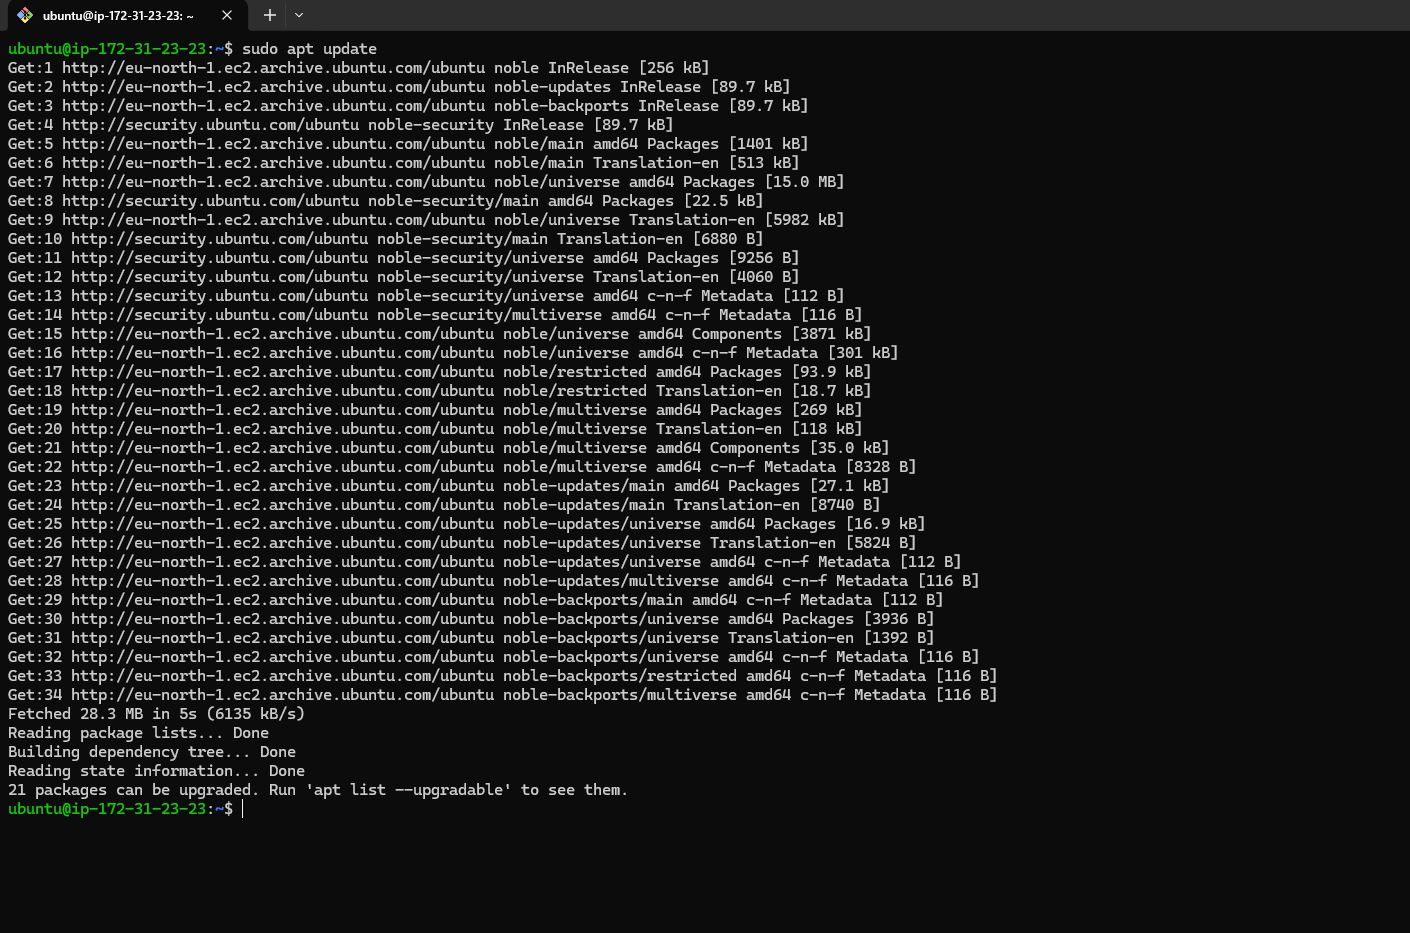 ubuntu@ip-172-31-23-23: ~
ubuntu@ip-172-31-23-23:~$ sudo apt update
Get:1 http://eu-north-1.ec2.archive.ubuntu.com/ubuntu noble InRelease [256 kB]
Get:2 http://eu-north-1.ec2.archive.ubuntu.com/ubuntu noble-updates InRelease [89.7 kB]
Get:3 http://eu-north-1.ec2.archive.ubuntu.com/ubuntu noble-backports InRelease [89.7 kB]
Get:4 http://security.ubuntu.com/ubuntu noble-security InRelease [89.7 kB]
Get:5 http://eu-north-1.ec2.archive.ubuntu.com/ubuntu noble/main amd64 Packages [1401 kB]
Get:6 http://eu-north-1.ec2.archive.ubuntu.com/ubuntu noble/main Translation-en [513 kB]
Get:7 http://eu-north-1.ec2.archive.ubuntu.com/ubuntu noble/universe amd64 Packages [15.0 MB]
Get:8 http://security.ubuntu.com/ubuntu noble-security/main amd64 Packages [22.5 kB]
Get:9 http://eu-north-1.ec2.archive.ubuntu.com/ubuntu noble/universe Translation-en [5982 kB]
Get:10 http://security.ubuntu.com/ubuntu noble-security/main Translation-en [6880 B]
Get:11 http://security.ubuntu.com/ubuntu noble-security/universe amd64 Packages [9256 B]
Get:12 http://security.ubuntu.com/ubuntu noble-security/universe Translation-en [4060 B]
Get:13 http://security.ubuntu.com/ubuntu noble-security/universe amd64 c-n-f Metadata [112 B]
Get:14 http://security.ubuntu.com/ubuntu noble-security/multiverse amd64 c-n-f Metadata [116 B]
Get:15 http://eu-north-1.ec2.archive.ubuntu.com/ubuntu noble/universe amd64 Components [3871 kB]
Get:16 http://eu-north-1.ec2.archive.ubuntu.com/ubuntu noble/universe amd64 c-n-f Metadata [301 kB]
Get:17 http://eu-north-1.ec2.archive.ubuntu.com/ubuntu noble/restricted amd64 Packages [93.9 kB]
Get:18 http://eu-north-1.ec2.archive.ubuntu.com/ubuntu noble/restricted Translation-en [18.7 kB]
Get:19 http://eu-north-1.ec2.archive.ubuntu.com/ubuntu noble/multiverse amd64 Packages [269 kB]
Get:20 http://eu-north-1.ec2.archive.ubuntu.com/ubuntu noble/multiverse Translation-en [118 kB]
Get:21 http://eu-north-1.ec2.archive.ubuntu.com/ubuntu noble/multiverse amd64 Components [35.0 kB]
Get:22 http://eu-north-1.ec2.archive.ubuntu.com/ubuntu noble/multiverse amd64 c-n-f Metadata [8328 B]
Get:23 http://eu-north-1.ec2.archive.ubuntu.com/ubuntu noble-updates/main amd64 Packages [27.1 kB]
Get:24 http://eu-north-1.ec2.archive.ubuntu.com/ubuntu noble-updates/main Translation-en [8740 B]
Get:25 http://eu-north-1.ec2.archive.ubuntu.com/ubuntu noble-updates/universe amd64 Packages [16.9 kB]
Get:26 http://eu-north-1.ec2.archive.ubuntu.com/ubuntu noble-updates/universe Translation-en [5824 B]
Get:27 http://eu-north-1.ec2.archive.ubuntu.com/ubuntu noble-updates/universe amd64 c-n-f Metadata [112 B]
Get:28 http://eu-north-1.ec2.archive.ubuntu.com/ubuntu noble-updates/multiverse amd64 c-n-f Metadata [116 B]
Get:29 http://eu-north-1.ec2.archive.ubuntu.com/ubuntu noble-backports/main amd64 c-n-f Metadata [112 B]
Get:30 http://eu-north-1.ec2.archive.ubuntu.com/ubuntu noble-backports/universe amd64 Packages [3936 B]
Get:31 http://eu-north-1.ec2.archive.ubuntu.com/ubuntu noble-backports/universe Translation-en [1392 B]
Get:32 http://eu-north-1.ec2.archive.ubuntu.com/ubuntu noble-backports/universe amd64 c-n-f Metadata [116 B]
Get:33 http://eu-north-1.ec2.archive.ubuntu.com/ubuntu noble-backports/restricted amd64 c-n-f Metadata [116 B]
Get:34 http://eu-north-1.ec2.archive.ubuntu.com/ubuntu noble-backports/multiverse amd64 c-n-f Metadata [116 B]
Fetched 28.3 MB in 5s (6135 kB/s)
Reading package lists... Done
Building dependency tree... Done
Reading state information... Done
21 packages can be upgraded. Run 'apt list --upgradable' to see them.
ubuntu@ip-172-31-23-23:~$